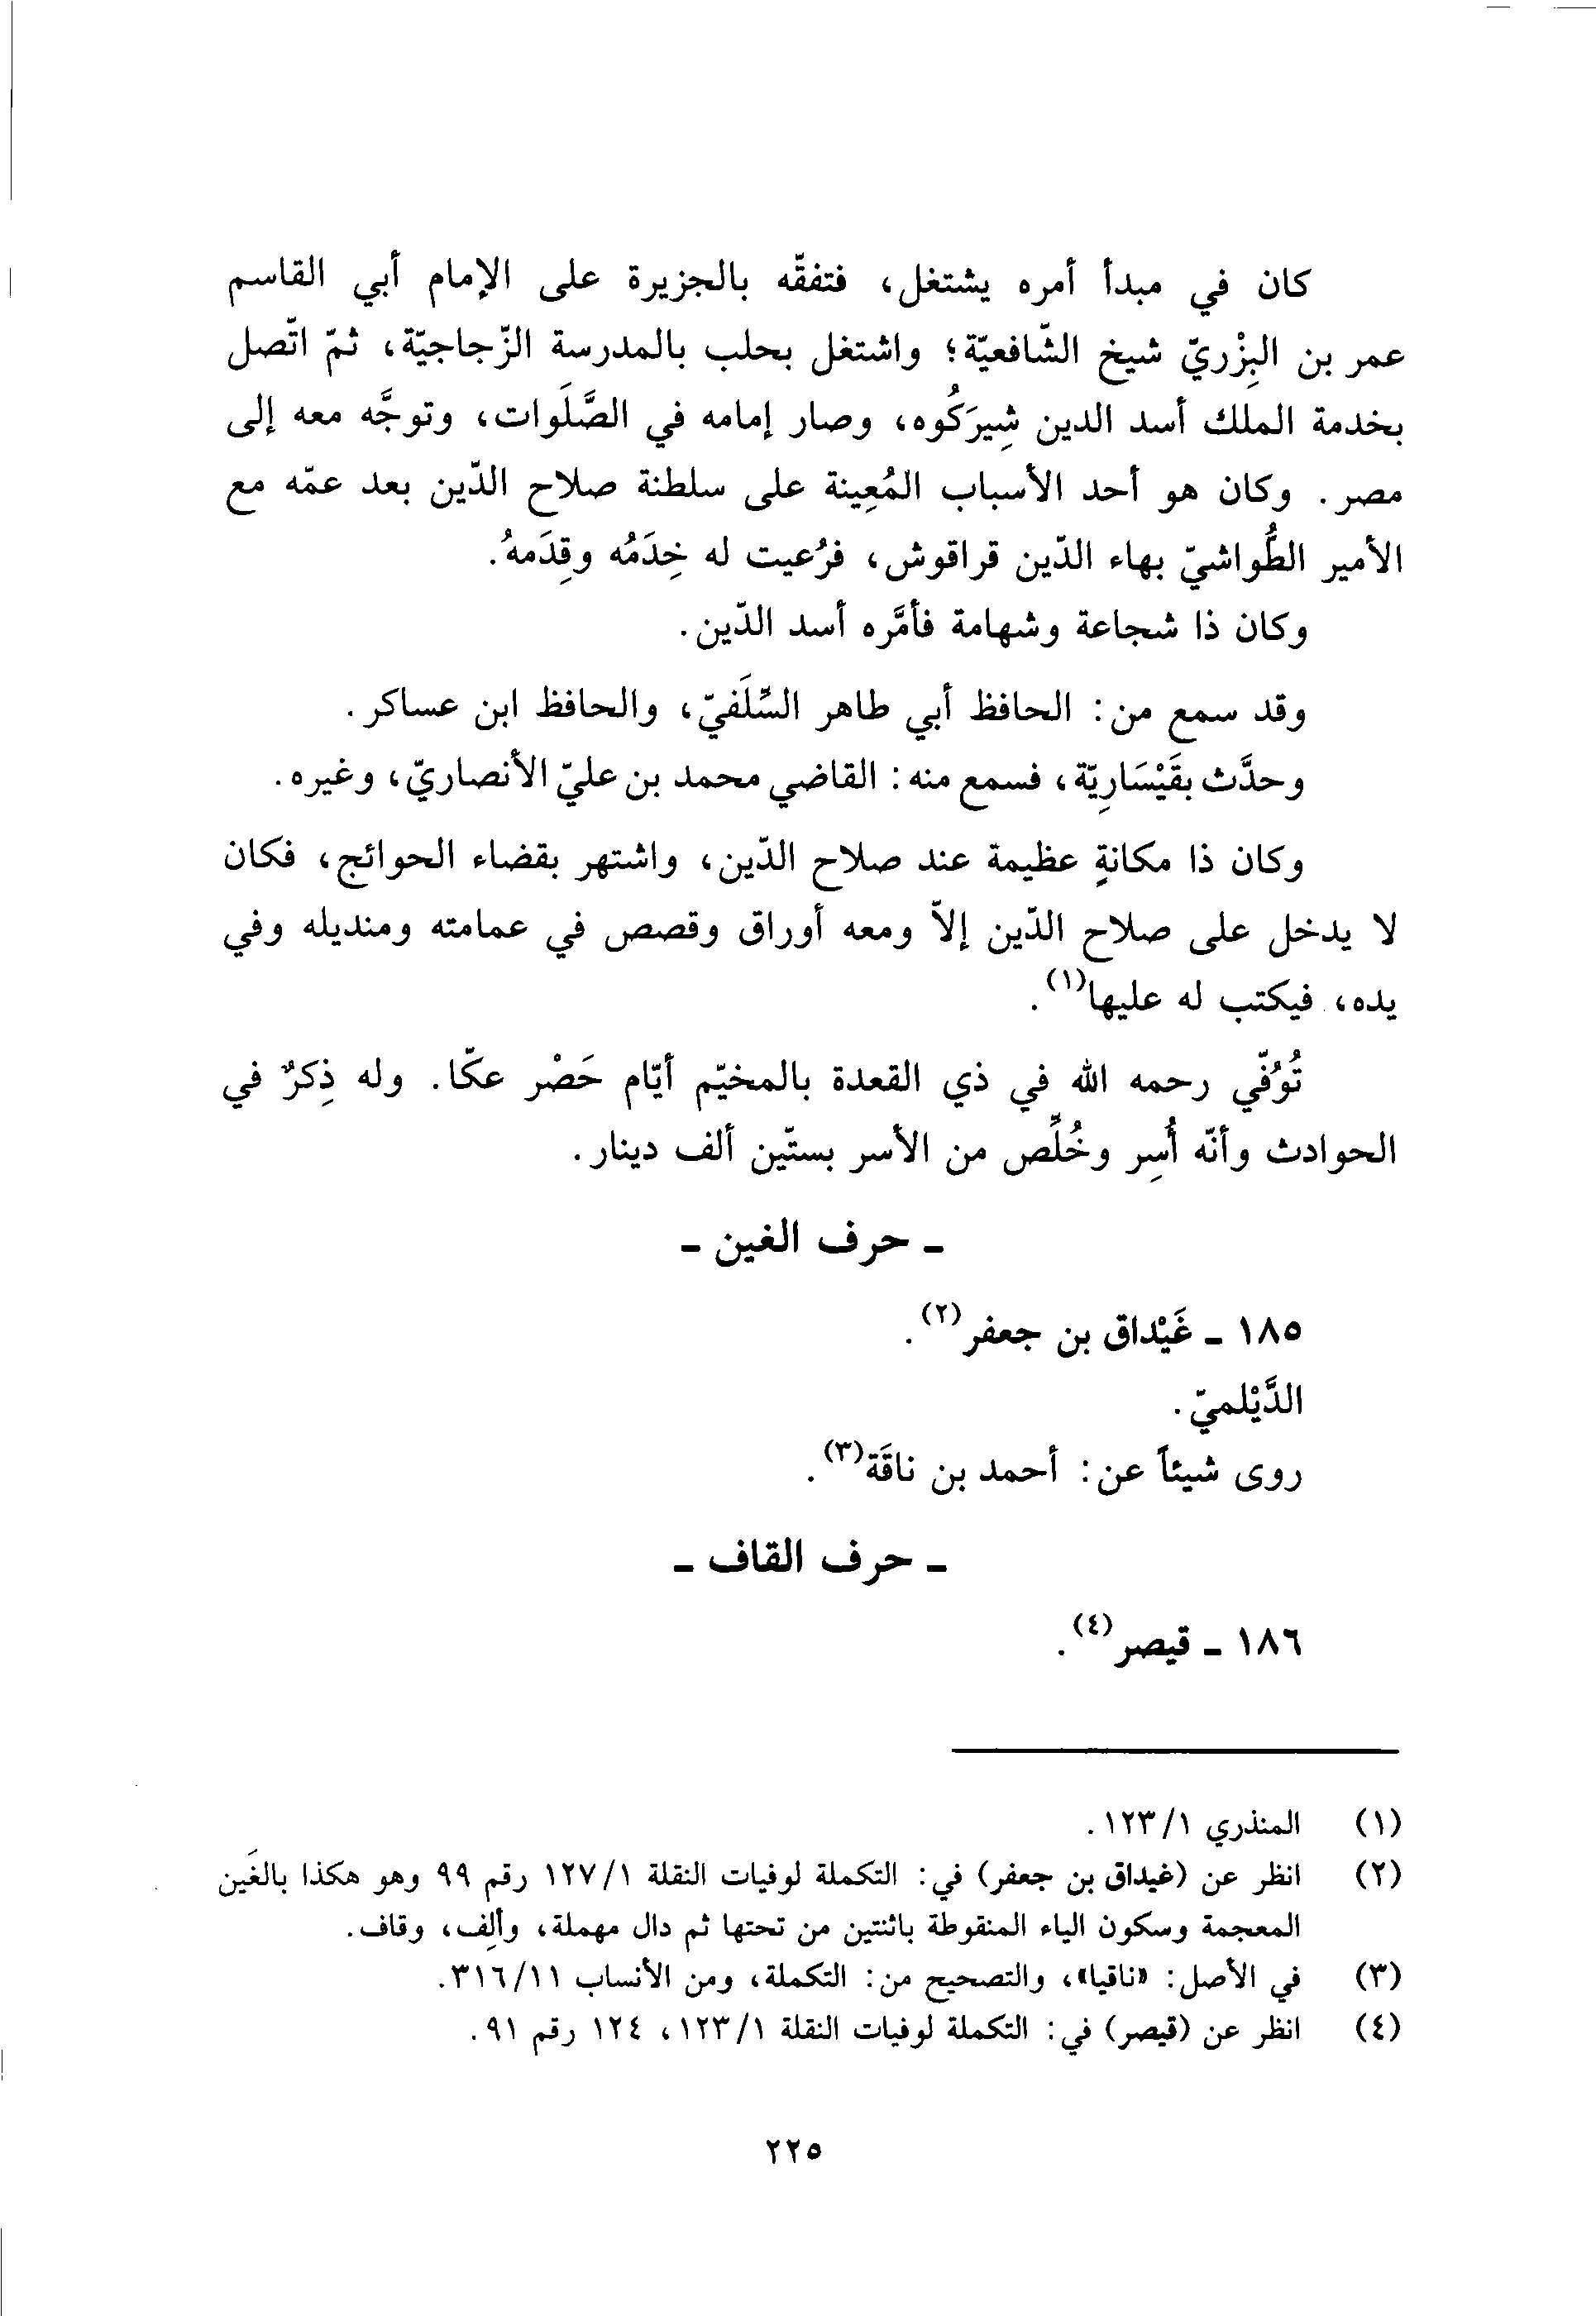 كان في مبدأ أمره يشتغل، فتفقّه بالجزيرة على الإمام أبي القاسم
عمر بن البِزْريّ شيخ الشّافعيّة؛ واشتغل بحلب بالمدرسة الزّجاجيّة، ثمّ اتّصل
بخدمة الملك أسد الدين شِيرَكُوه، وصار إمامه في الصَّلَوات، وتوجَّه معه إلى
مصر. وكان هو أحد الأسباب المُعِينة على سلطنة صلاح الدّين بعد عمّه مع
الأمير الطُّواشيّ بهاء الدّين قراقوش، فرُعيت له خِدَمُه وقِدَمهُ.
وكان ذا شجاعة وشهامة فأمَّره أسد الدّين.
وقد سمع من: الحافظ أبي طاهر السِّلَفيّ، والحافظ ابن عساكر.
وحدَّث بقَيْسَارِيّة، فسمع منه: القاضي محمد بن عليّ الأنصاريّ، وغيره.
وكان ذا مكانةٍ عظيمة عند صلاح الدّين، واشتهر بقضاء الحوائج، فكان
لا يدخل على صلاح الدّين إلاّ ومعه أوراق وقصص في عمامته ومنديله وفي
يده، فيكتب له عليها(١).
تُوُفّي رحمه الله في ذي القعدة بالمخيّم أيّام حَصْر عكّا. وله ذِكرٌ في
الحوادث وأنّه أُسِر وخُلِّص من الأسر بستّين ألف دينار.
ـ حرف الغين ـ
١٨٥ ـ غَيْداق بن جعفر(٢).
الدَّيْلميّ.
روى شيئاً عن: أحمد بن ناقَة(٣).
ـ حرف القاف ـ
١٨٦ ـ قيصر(٤).
(١) المنذري ١/١٢٣.
(٢) انظر عن (غيداق بن جعفر) في: التكملة لوفيات النقلة ١/١٢٧ رقم ٩٩ وهو هكذا بالغَين
المعجمة وسكون الياء المنقوطة باثنتين من تحتها ثم دال مهملة، وألِف، وقاف.
(٣) في الأصل: «ناقيا»، والتصحيح من: التكملة، ومن الأنساب ١١/٣١٦.
(٤) انظر عن (قيصر) في: التكملة لوفيات النقلة ١/١٢٣، ١٢٤ رقم ٩١.
٢٢٥